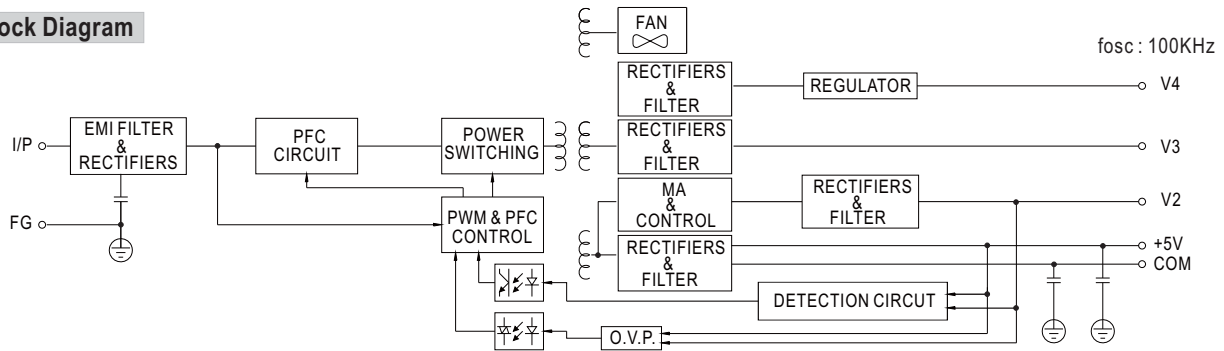 ock Diagram
fosc : 100KHz
FAN
RECTIFIERS
&
FILTER
REGULATOR
V4
I/P
EMI FILTER
&
RECTIFIERS
PFC
CIRCUIT
POWER
SWITCHING
RECTIFIERS
&
FILTER
V3
FG
PWM & PFC
CONTROL
MA
&
CONTROL
RECTIFIERS
&
FILTER
V2
RECTIFIERS
&
FILTER
+5V
COM
DETECTION CIRCUT
O.V.P.